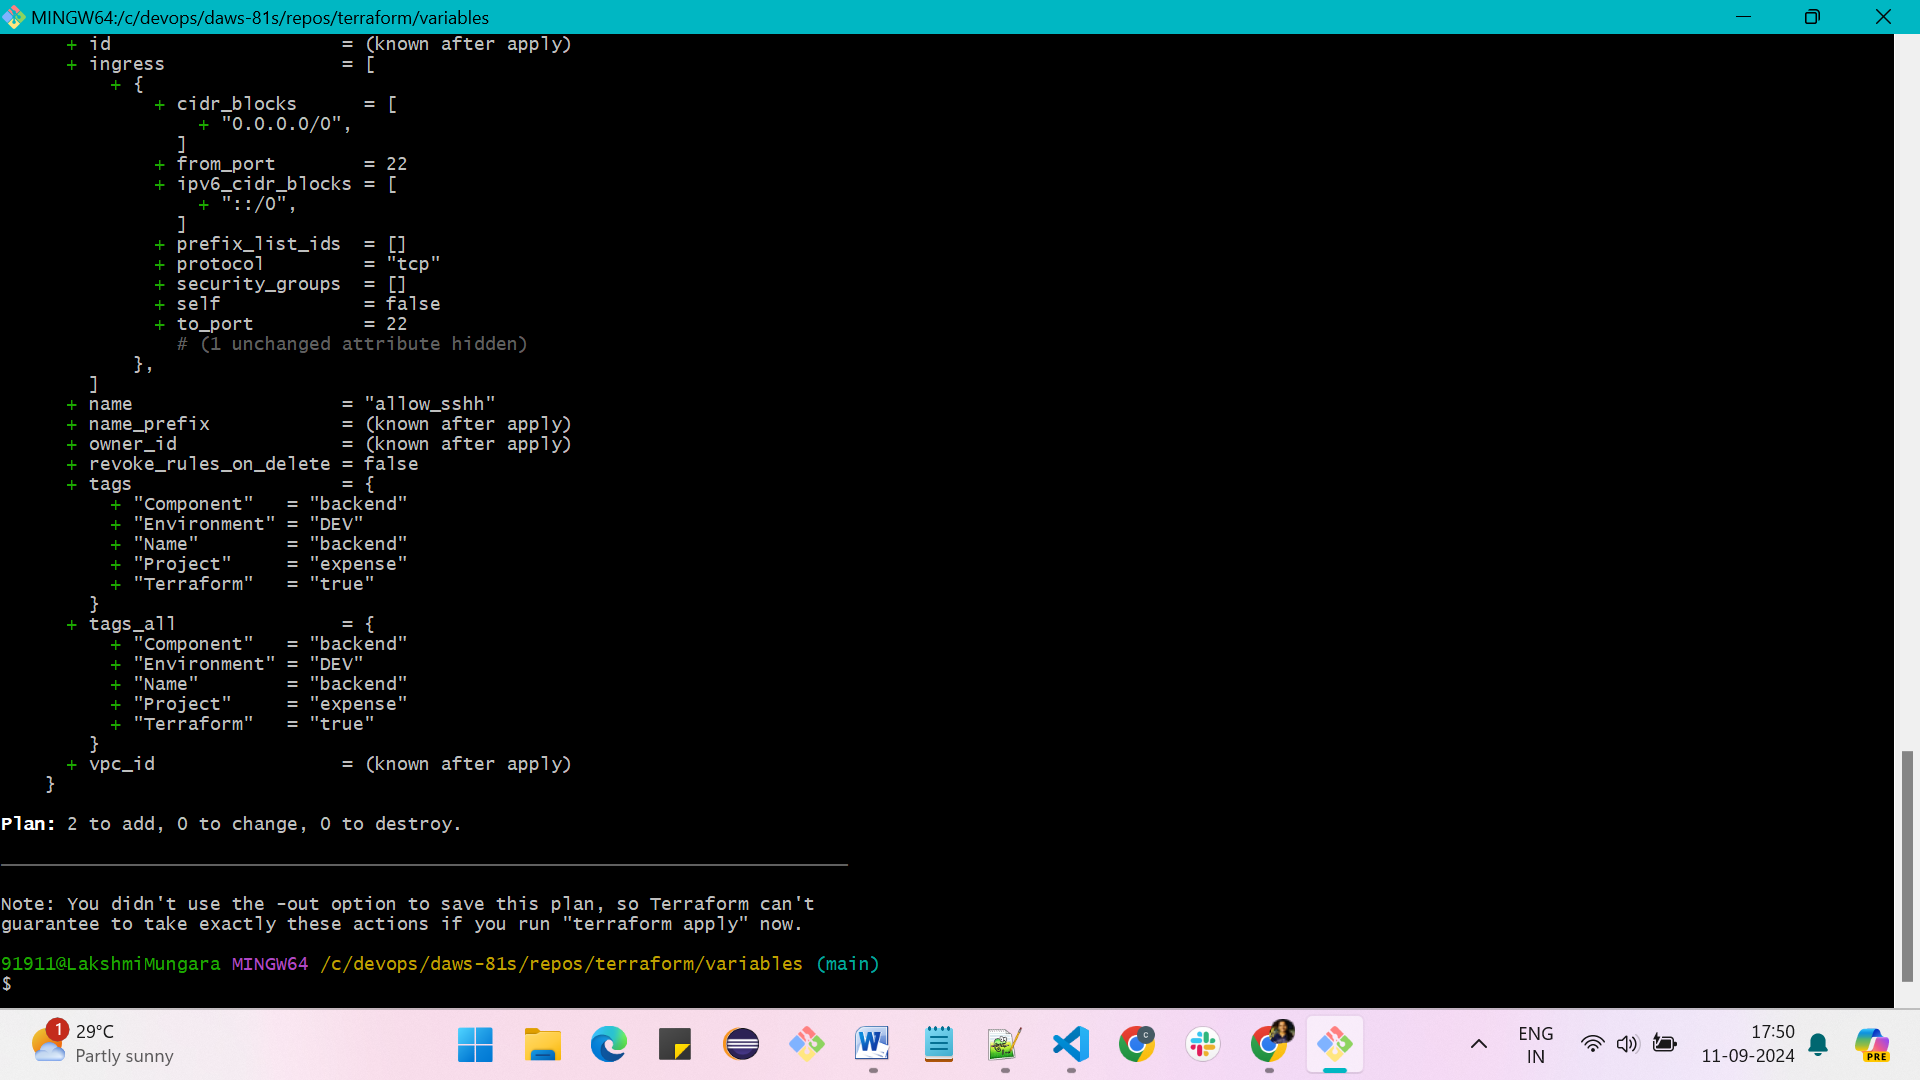 MINGW64:/c/devops/daws-81s/repos/terraform/variables
+ id                     = (known after apply)
+ ingress                = [
+ {
+ cidr_blocks      = [
+ "0.0.0.0/0",
]
+ from_port        = 22
+ ipv6_cidr_blocks = [
+ "::/0",
]
+ prefix_list_ids  = []
+ protocol         = "tcp"
+ security_groups  = []
+ self             = false
+ to_port          = 22
# (1 unchanged attribute hidden)
},
]
+ name                   = "allow_sshh"
+ name_prefix            = (known after apply)
+ owner_id               = (known after apply)
+ revoke_rules_on_delete = false
+ tags                   = {
+ "Component"   = "backend"
+ "Environment" = "DEV"
+ "Name"        = "backend"
+ "Project"     = "expense"
+ "Terraform"   = "true"
}
+ tags_all               = {
+ "Component"   = "backend"
+ "Environment" = "DEV"
+ "Name"        = "backend"
+ "Project"     = "expense"
+ "Terraform"   = "true"
}
+ vpc_id                 = (known after apply)
}
Plan: 2 to add, 0 to change, 0 to destroy.
Note: You didn't use the -out option to save this plan, so Terraform can't
guarantee to take exactly these actions if you run "terraform apply" now.
91911@LakshmiMungara MINGW64 /c/devops/daws-81s/repos/terraform/variables (main)
$
1
29°C
Partly sunny
W
C
ENG
IN
17:50
11-09-2024
PRE